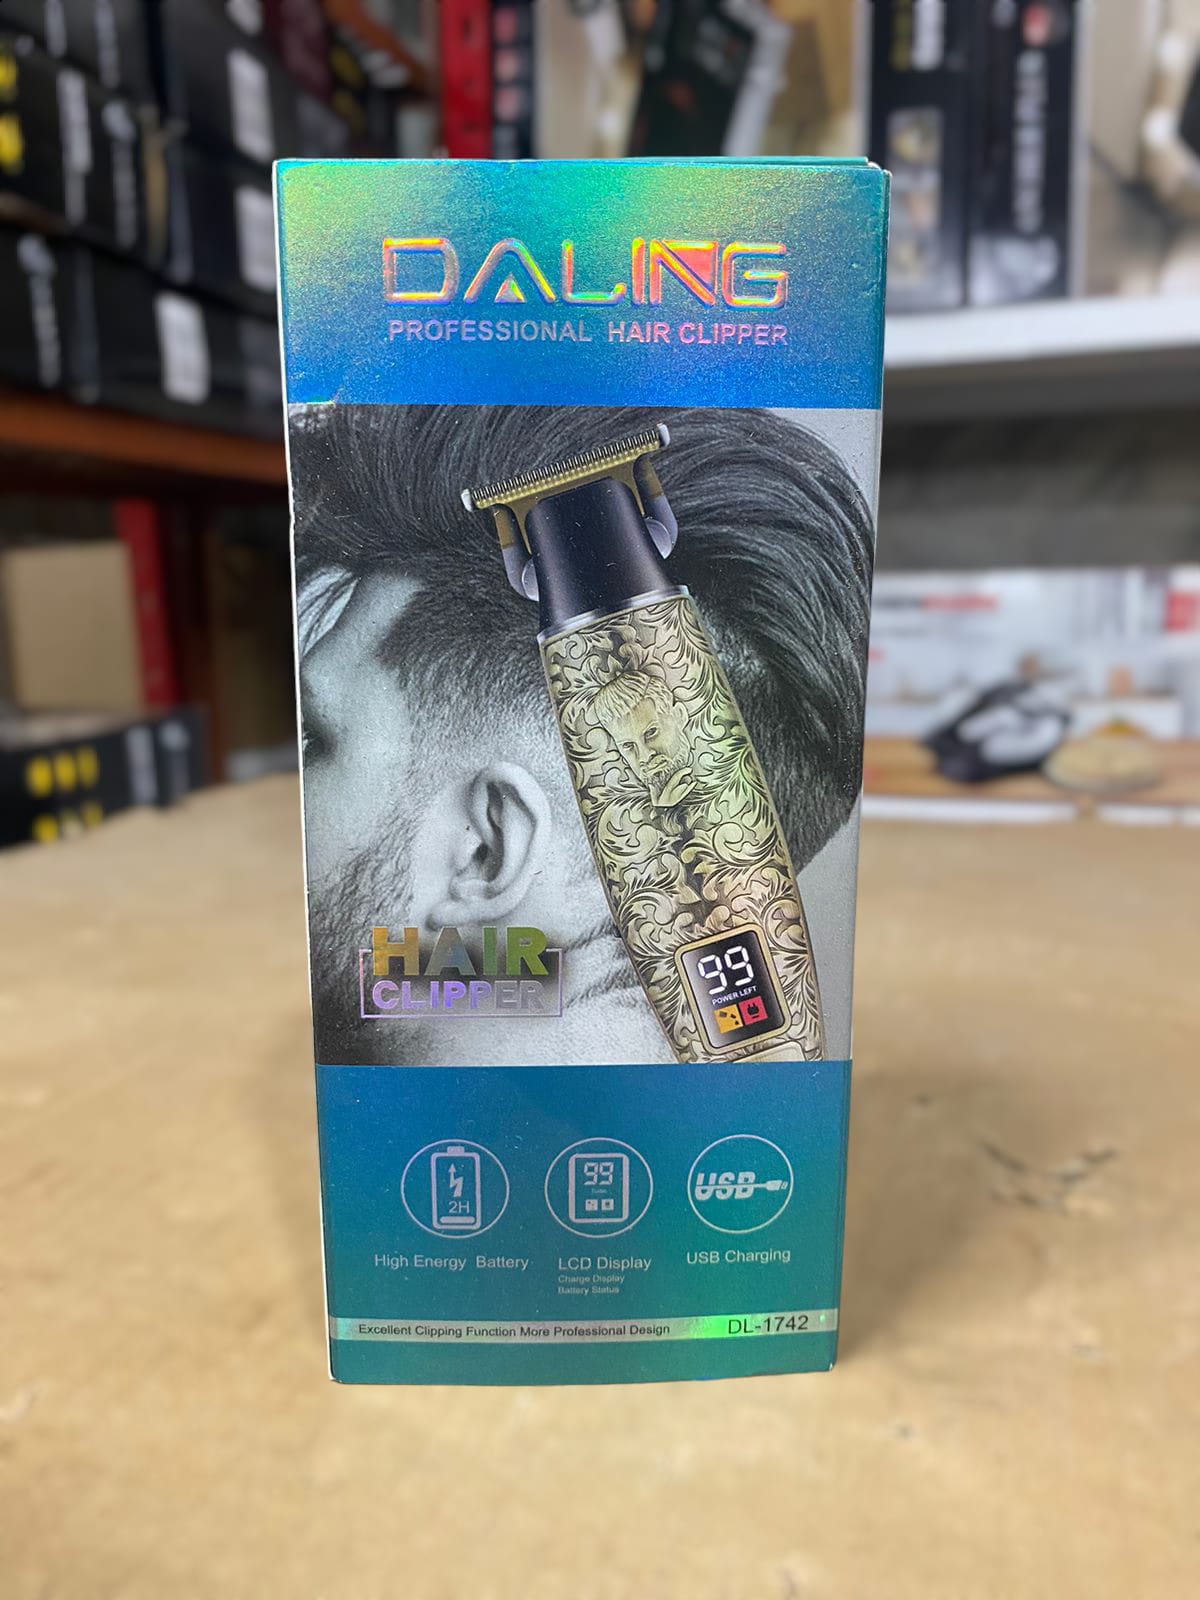 DALING
PROFESSIONAL HAIR CLIPPER
99
POWER LEFT
HAIR
CLIPPER
2H
99
USB
High Energy Battery
LCD Display
Charge Display
Battery Status
USB Charging
Excellent Clipping Function More Professional Design
DL-1742